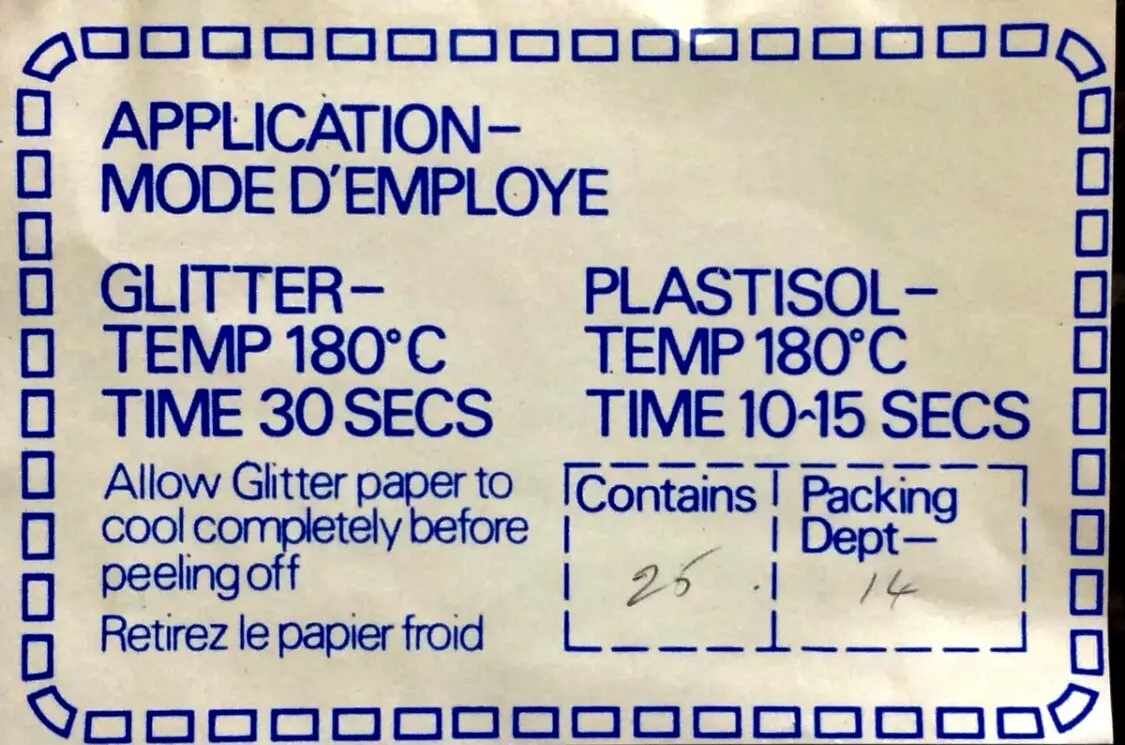 APPLICATION–
MODE D'EMPLOYE
GLITTER–
TEMP 180°C
TIME 30 SECS
Allow Glitter paper to
cool completely before
peeling off
Retirez le papier froid
PLASTISOL–
TEMP 180°C
TIME 10-15 SECS
Contains
25
Packing
Dept–
14